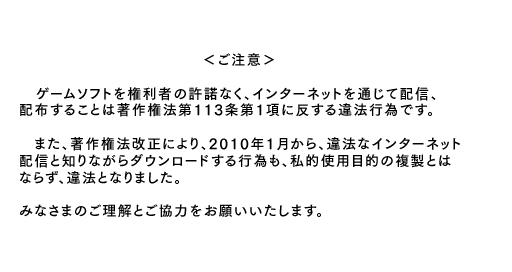 ＜ご注意＞
ゲームソフトを権利者の許諾なく、インターネットを通じて配信、
配布することは著作権法第113条第1項に反する違法行為です。
また、著作権法改正により、2010年1月から、違法なインターネット
配信と知りながらダウンロードする行為も、私的使用目的の複製とは
ならず、違法となりました。
みなさまのご理解とご協力をお願いいたします。